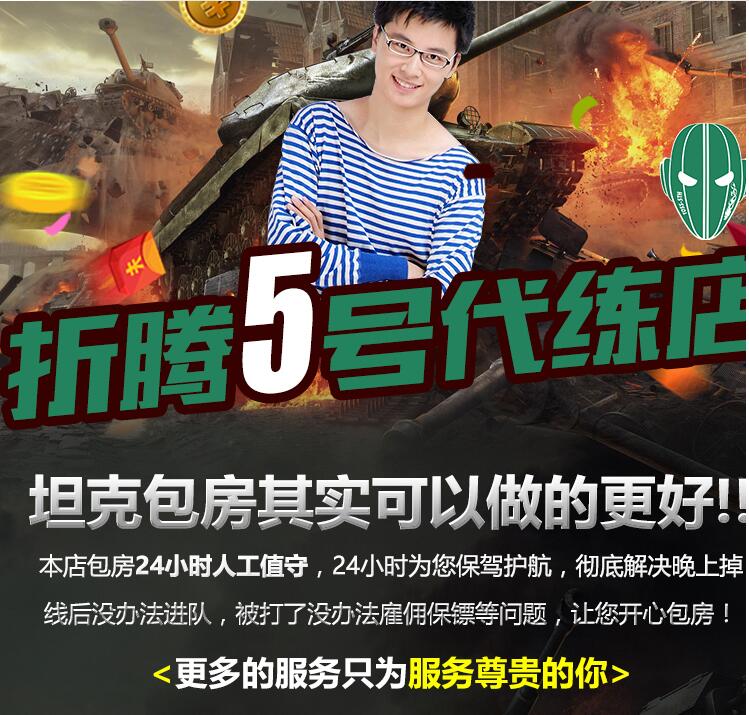 折腾5号代练店
坦克包房其实可以做的更好!!
本店包房24小时人工值守，24小时为您保驾护航，彻底解决晚上掉
线后没办法进队，被打了没办法雇佣保镖等问题，让您开心包房！
<更多的服务只为服务尊贵的你>